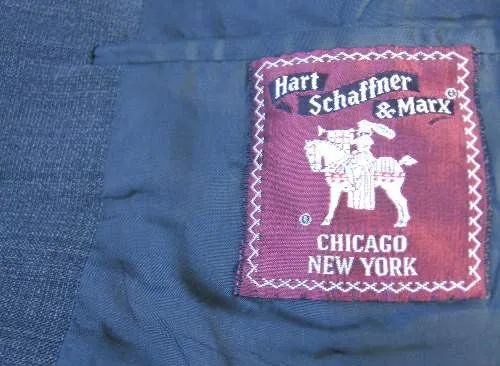 Hart
Schaffner
& Marx®
®
CHICAGO
NEW YORK